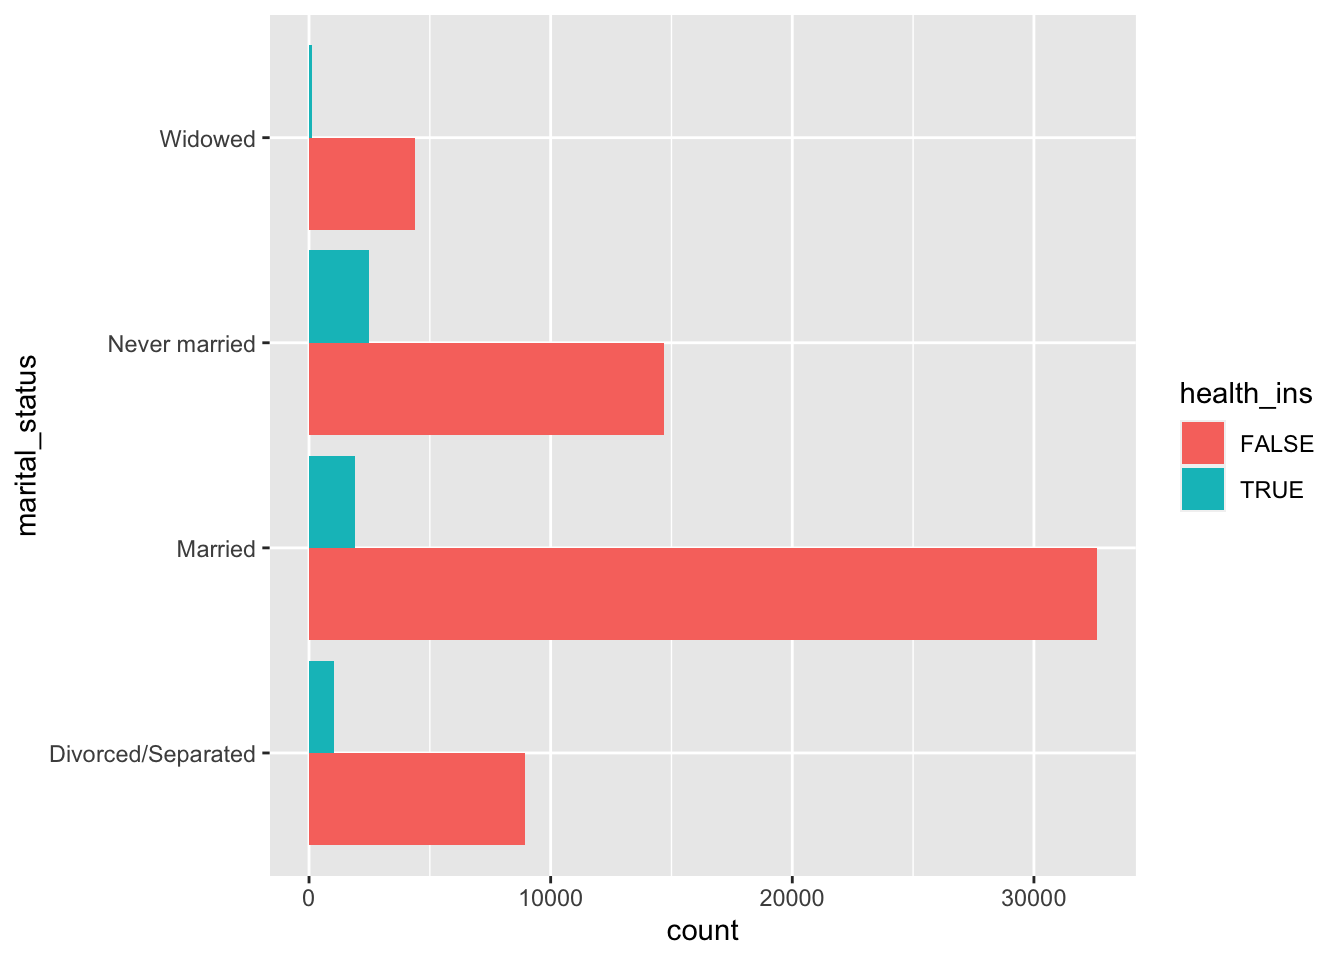 Widowed
Never married
Married
Divorced/Separated
marital_status
0 10000 20000 30000
count
health_ins
FALSE
TRUE